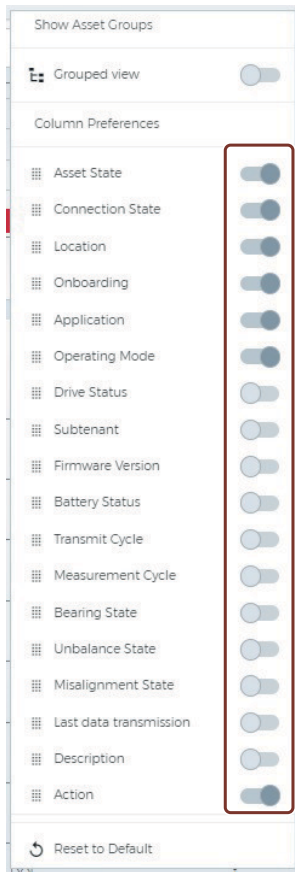 Show Asset Groups
Grouped view
Column Preferences
Asset State
Connection State
Location
Onboarding
Application
Operating Mode
Drive Status
Subtenant
Firmware Version
Battery Status
Transmit Cycle
Measurement Cycle
Bearing State
Unbalance State
Misalignment State
Last data transmission
Description
Action
Reset to Default